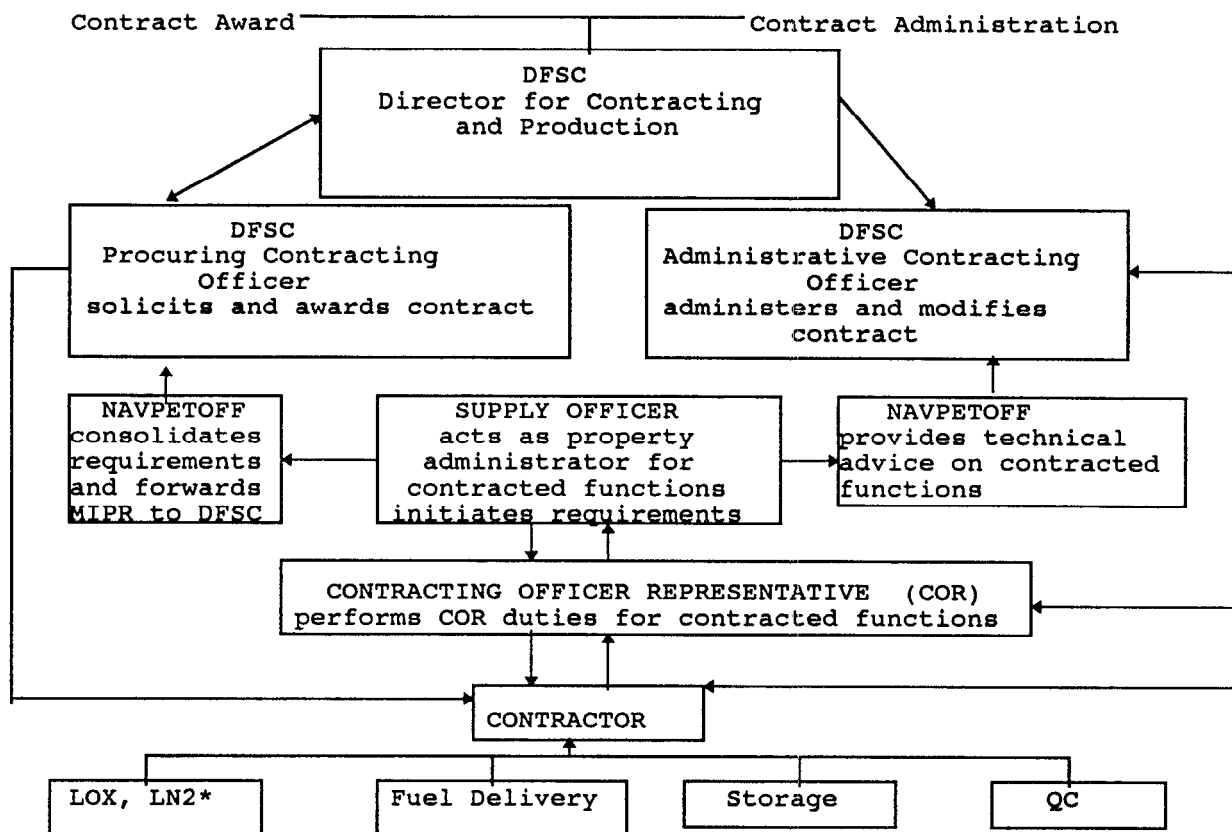 Contract Award
Contract Administration
DFSC
Director for Contracting
and Production
DFSC
Procuring Contracting
Officer
solicits and awards contract
DFSC
Administrative Contracting
Officer
administers and modifies
contract
NAVPETOFF
consolidates
requirements
and forwards
MIPR to DFSC
SUPPLY OFFICER
acts as property
administrator for
contracted functions
initiates requirements
NAVPETOFF
provides technical
advice on contracted
functions
CONTRACTING OFFICER REPRESENTATIVE (COR)
performs COR duties for contracted functions
CONTRACTOR
LOX, LN2*
Fuel Delivery
Storage
QC